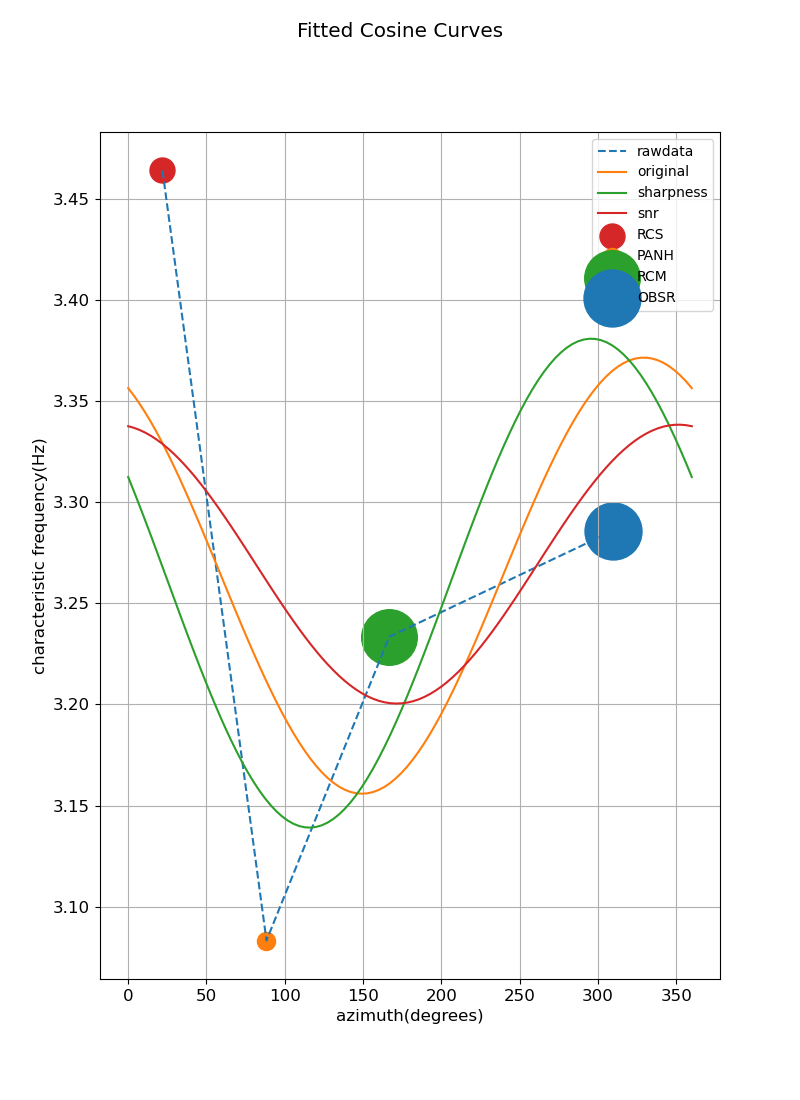 Fitted Cosine Curves
rawdata
original
sharpness
snr
RCS
PANH
RCM
OBSR
3.45
3.40
3.35
3.30
3.25
3.20
3.15
3.10
characteristic frequency(Hz)
0 50 100 150 200 250 300 350
azimuth(degrees)